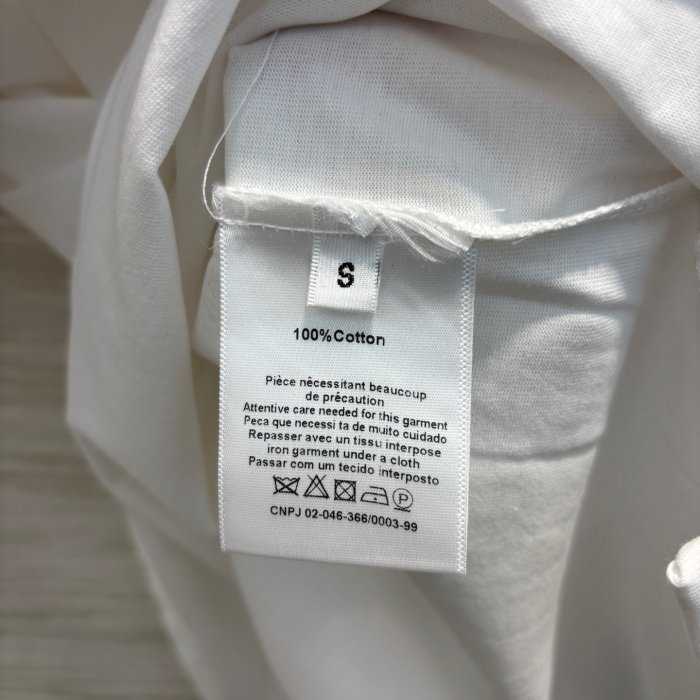 S
100%Cotton
Pièce nêcessitant beaucoup
de précaution
Attentive care needed for this garment
Peca que necessi ta de muito cuidado
Repasser avec un tissu interpose
iron garment under a cloth
Passar com um tecido interposto
P
CNPJ 02-046-366/0003-99